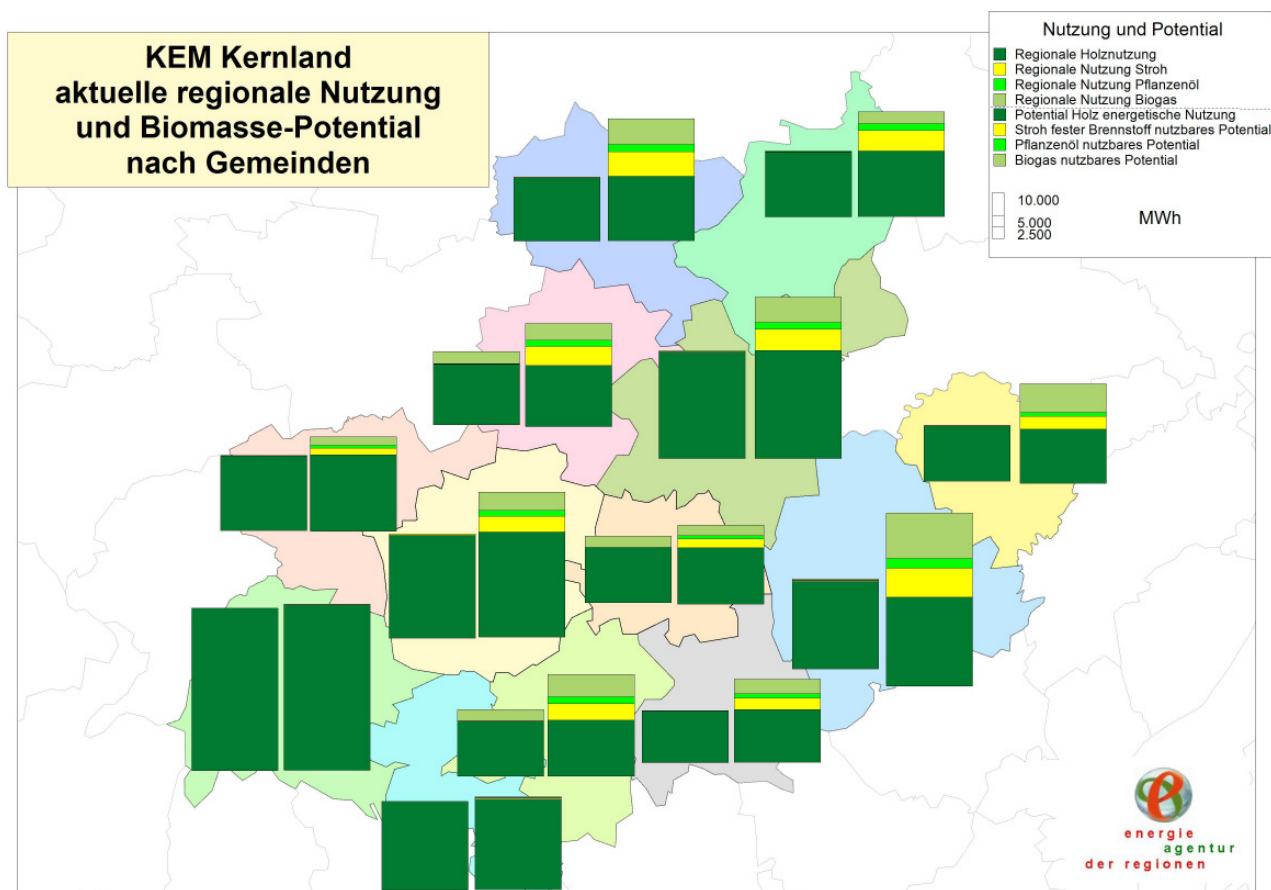 KEM Kernland
aktuelle regionale Nutzung
und Biomasse-Potential
nach Gemeinden
Nutzung und Potential
Regionale Holznutzung
Regionale Nutzung Stroh
Regionale Nutzung Pflanzenöl
Regionale Nutzung Biogas
Potential Holz energetische Nutzung
Stroh fester Brennstoff nutzbares Potential
Pflanzenöl nutzbares Potential
Biogas nutzbares Potential
10.000
5.000
2.500
MWh
energie
agentur
der regionen